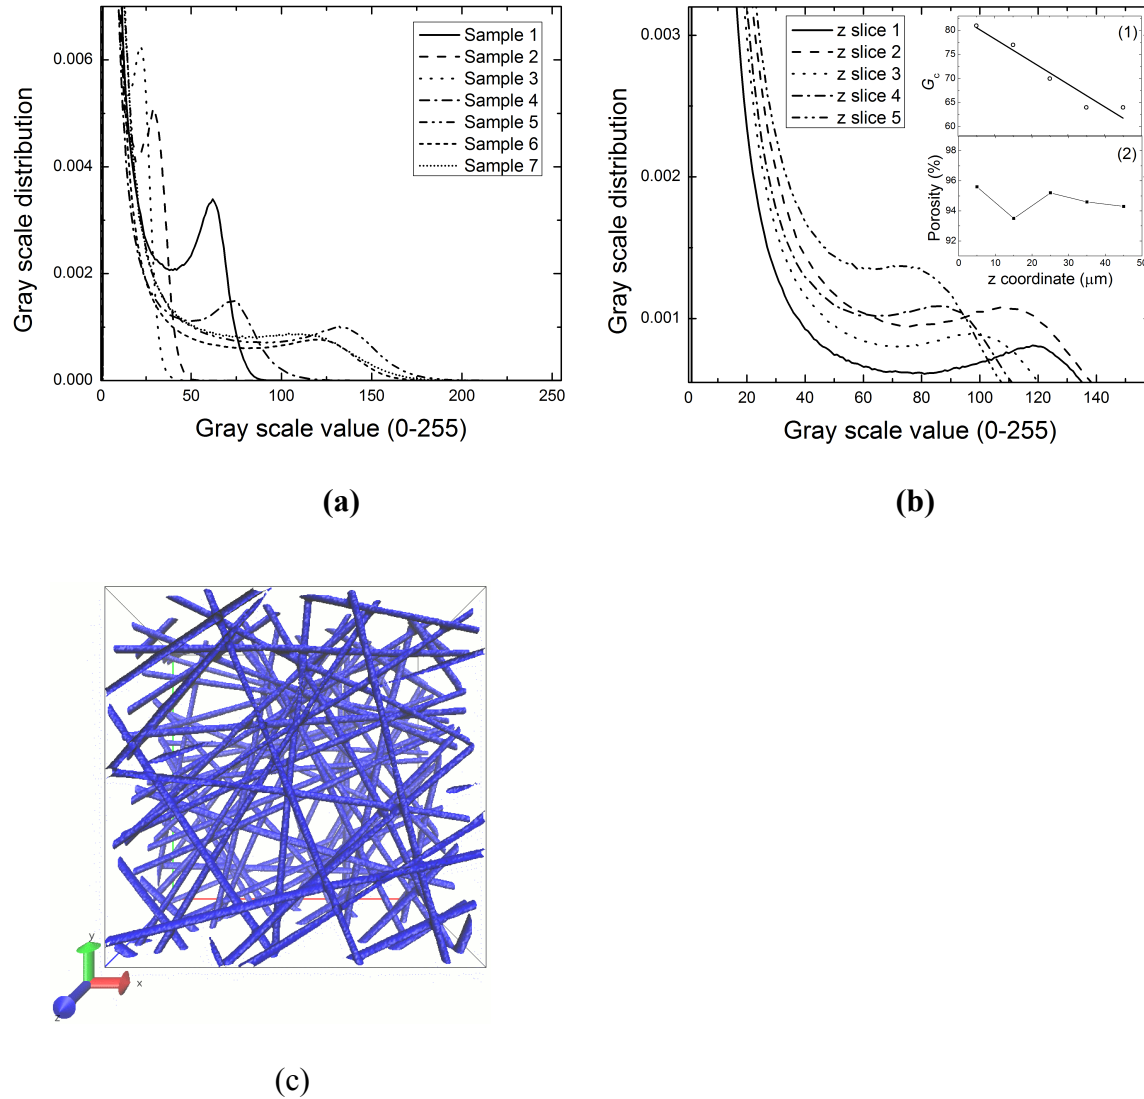 Gray scale distribution
0.006
0.004
0.002
0.000
0 50 100 150 200 250
Gray scale value (0-255)
Sample 1
Sample 2
Sample 3
Sample 4
Sample 5
Sample 6
Sample 7
(a)
Gray scale distribution
0.003
0.002
0.001
20 40 60 80 100 120 140
Gray scale value (0-255)
z slice 1
z slice 2
z slice 3
z slice 4
z slice 5
(1)
G_c
80
75
70
65
60
(2)
Porosity (%)
98
96
94
92
0 10 20 30 40 50
z coordinate (μm)
(b)
y
x
z
(c)